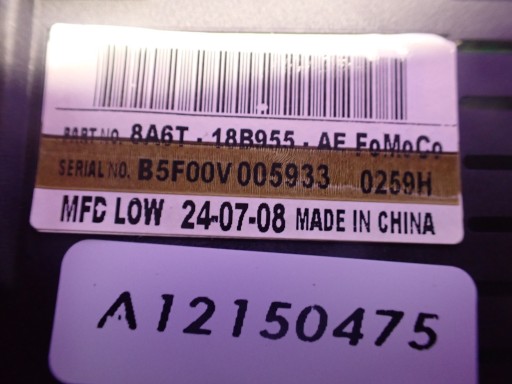 PART NO. 8A6T - 18B955 - AE FoMoCo
SERIAL NO. B5F00V 005933 0259H
MFD LOW 24-07-08 MADE IN CHINA
A12150475